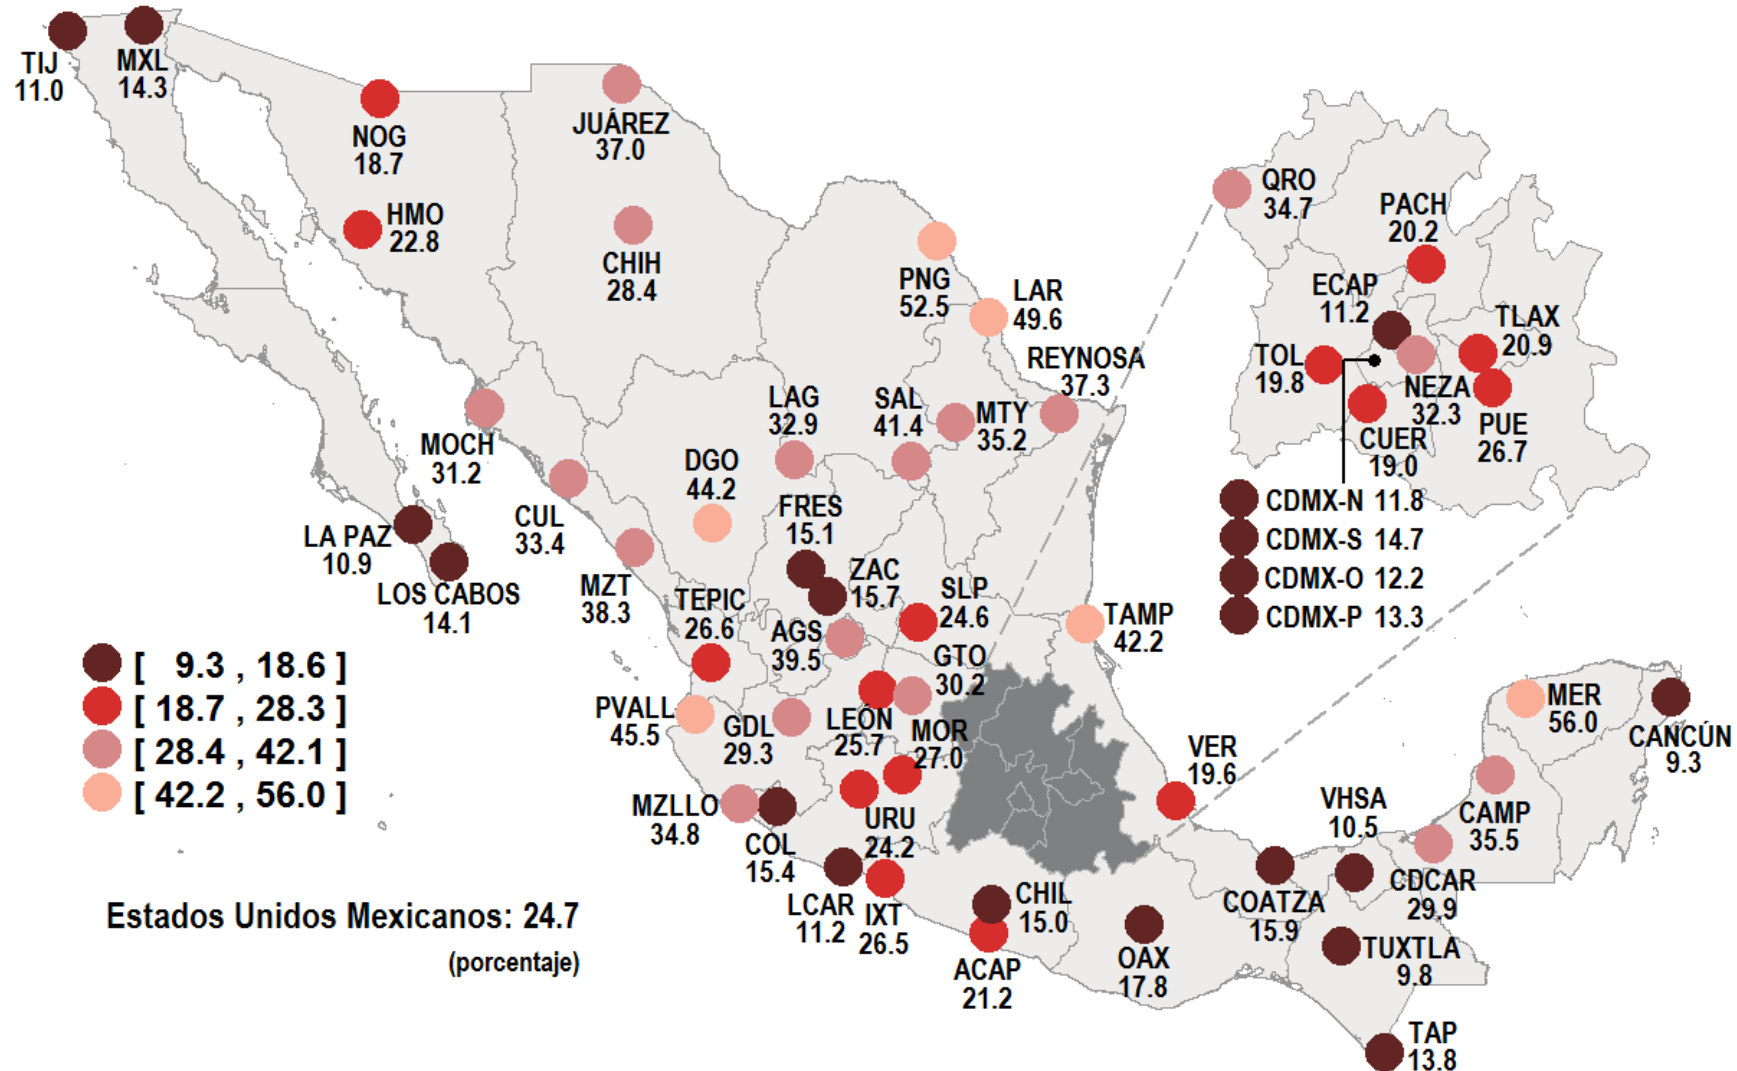 TIJ
11.0
MXL
14.3
NOG
18.7
HMO
22.8
JUÁREZ
37.0
CHIH
28.4
PNG
52.5
LAR
49.6
REYNOSA
37.3
LAG
32.9
SAL
41.4
MTY
35.2
MOCH
31.2
DGO
44.2
CUL
33.4
FRES
15.1
LA PAZ
10.9
LOS CABOS
14.1
MZT
38.3
ZAC
15.7
TEPIC
26.6
SLP
24.6
AGS
39.5
TAMP
42.2
GTO
30.2
PVALL
45.5
GDL
29.3
LEÓN
25.7
MOR
27.0
MZLLO
34.8
COL
15.4
URU
24.2
LCAR
11.2
IXT
26.5
CHIL
15.0
ACAP
21.2
OAX
17.8
VER
19.6
COATZA
15.9
VHSA
10.5
CDCAR
29.9
TUXTLA
9.8
TAP
13.8
CAMP
35.5
MER
56.0
CANCÚN
9.3
QRO
34.7
PACH
20.2
ECAP
11.2
TLAX
20.9
TOL
19.8
NEZA
32.3
PUE
26.7
CUER
19.0
CDMX-N 11.8
CDMX-S 14.7
CDMX-O 12.2
CDMX-P 13.3
[ 9.3 , 18.6 ]
[ 18.7 , 28.3 ]
[ 28.4 , 42.1 ]
[ 42.2 , 56.0 ]
Estados Unidos Mexicanos: 24.7
(porcentaje)